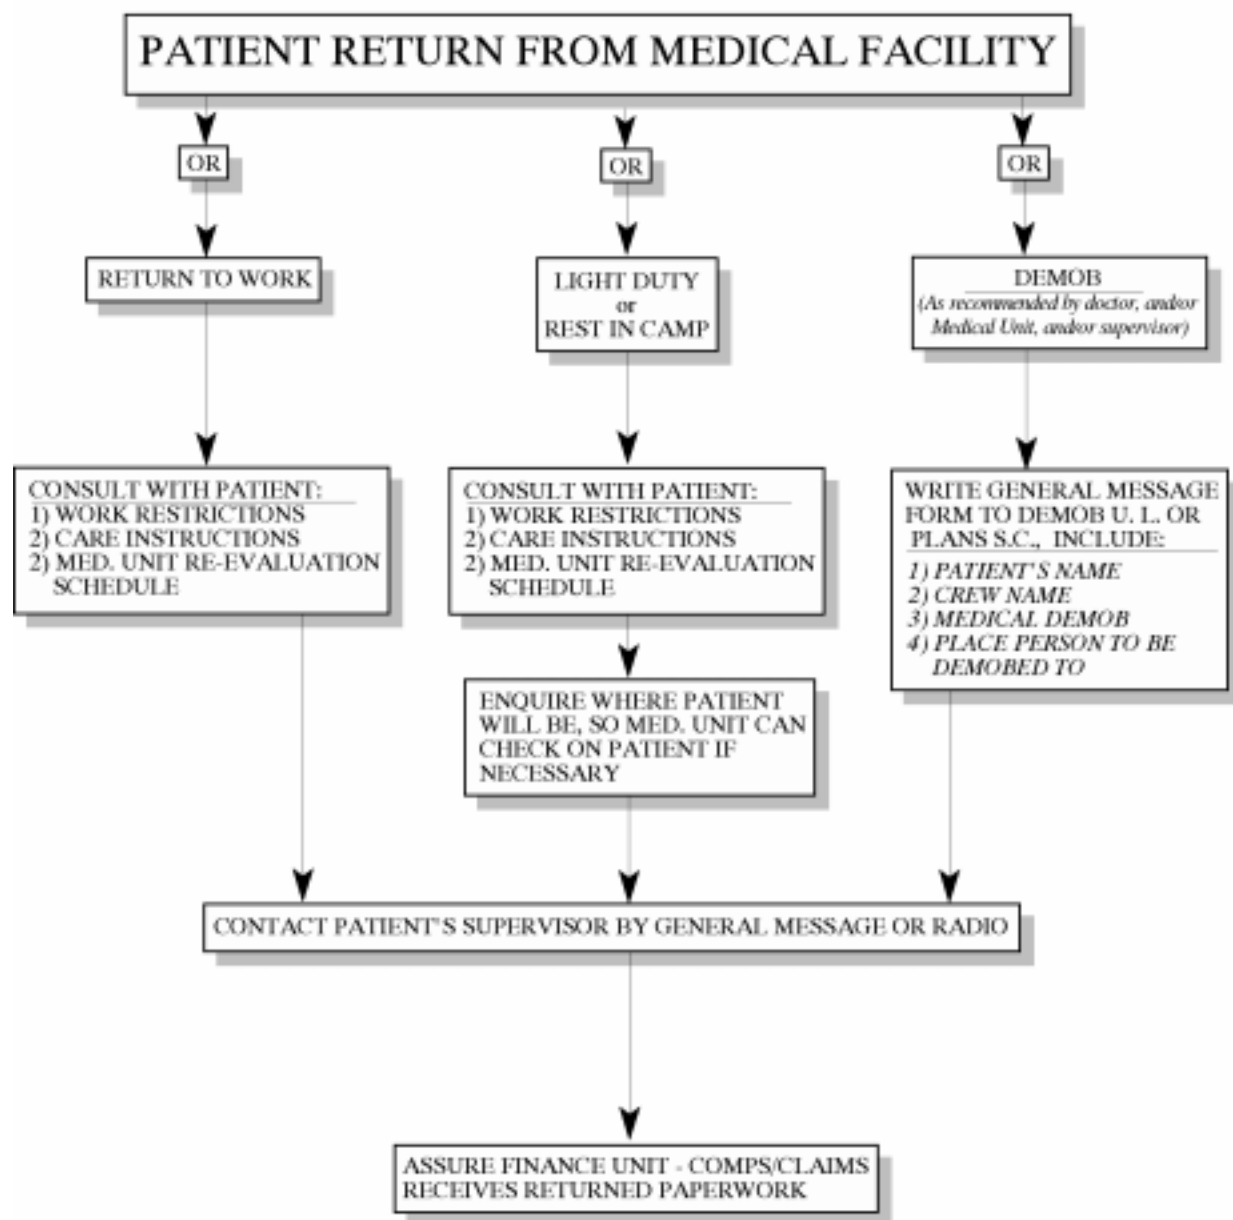 PATIENT RETURN FROM MEDICAL FACILITY
OR
OR
OR
RETURN TO WORK
LIGHT DUTY
or
REST IN CAMP
DEMOB
(As recommended by doctor, and/or
Medical Unit, and/or supervisor)
CONSULT WITH PATIENT:
1) WORK RESTRICTIONS
2) CARE INSTRUCTIONS
2) MED. UNIT RE-EVALUATION
SCHEDULE
CONSULT WITH PATIENT:
1) WORK RESTRICTIONS
2) CARE INSTRUCTIONS
2) MED. UNIT RE-EVALUATION
SCHEDULE
WRITE GENERAL MESSAGE
FORM TO DEMOB U. L. OR
PLANS S.C., INCLUDE:
1) PATIENT'S NAME
2) CREW NAME
3) MEDICAL DEMOB
4) PLACE PERSON TO BE
DEMOBED TO
ENQUIRE WHERE PATIENT
WILL BE, SO MED. UNIT CAN
CHECK ON PATIENT IF
NECESSARY
CONTACT PATIENT'S SUPERVISOR BY GENERAL MESSAGE OR RADIO
ASSURE FINANCE UNIT - COMPS/CLAIMS
RECEIVES RETURNED PAPERWORK